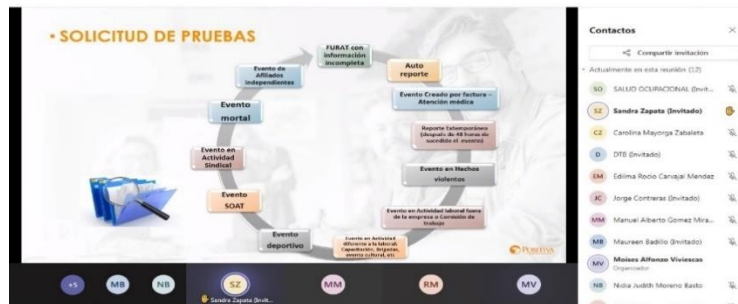 • SOLICITUD DE PRUEBAS
FURAT con
información
incompleta
Auto
reporte
Evento Creado por factura –
Atención médica
Reporte Extemporáneo
(después de 48 horas de
sucedido el evento)
Evento en Hechos
violentos
Evento en Actividad laboral fuera
de la empresa o Comisión de
trabajo
Evento en Actividad
diferente a la laboral,
Capacitación, Brigadas,
evento cultural, etc.
Evento
deportivo
Evento
SOAT
Evento en
Actividad
Sindical
Evento
mortal
Evento de
Afiliados
independientes
POSITIVA
+5
MB
NB
SZ
Sandra Zapata (Invit...
MM
RM
MV
Contactos
Compartir invitación
Actualmente en esta reunión (12)
SO SALUD OCUPACIONAL (Invit...
SZ Sandra Zapata (Invitado)
CZ Carolina Mayorga Zabaleta
D DTB (Invitado)
EM Edilma Rocio Carvajal Mendez
JC Jorge Contreras (Invitado)
MM Manuel Alberto Gomez Mira...
MB Maureen Badillo (Invitado)
MV Moises Alfonso Viviescas
Organizador
NB Nidia Judith Moreno Basto